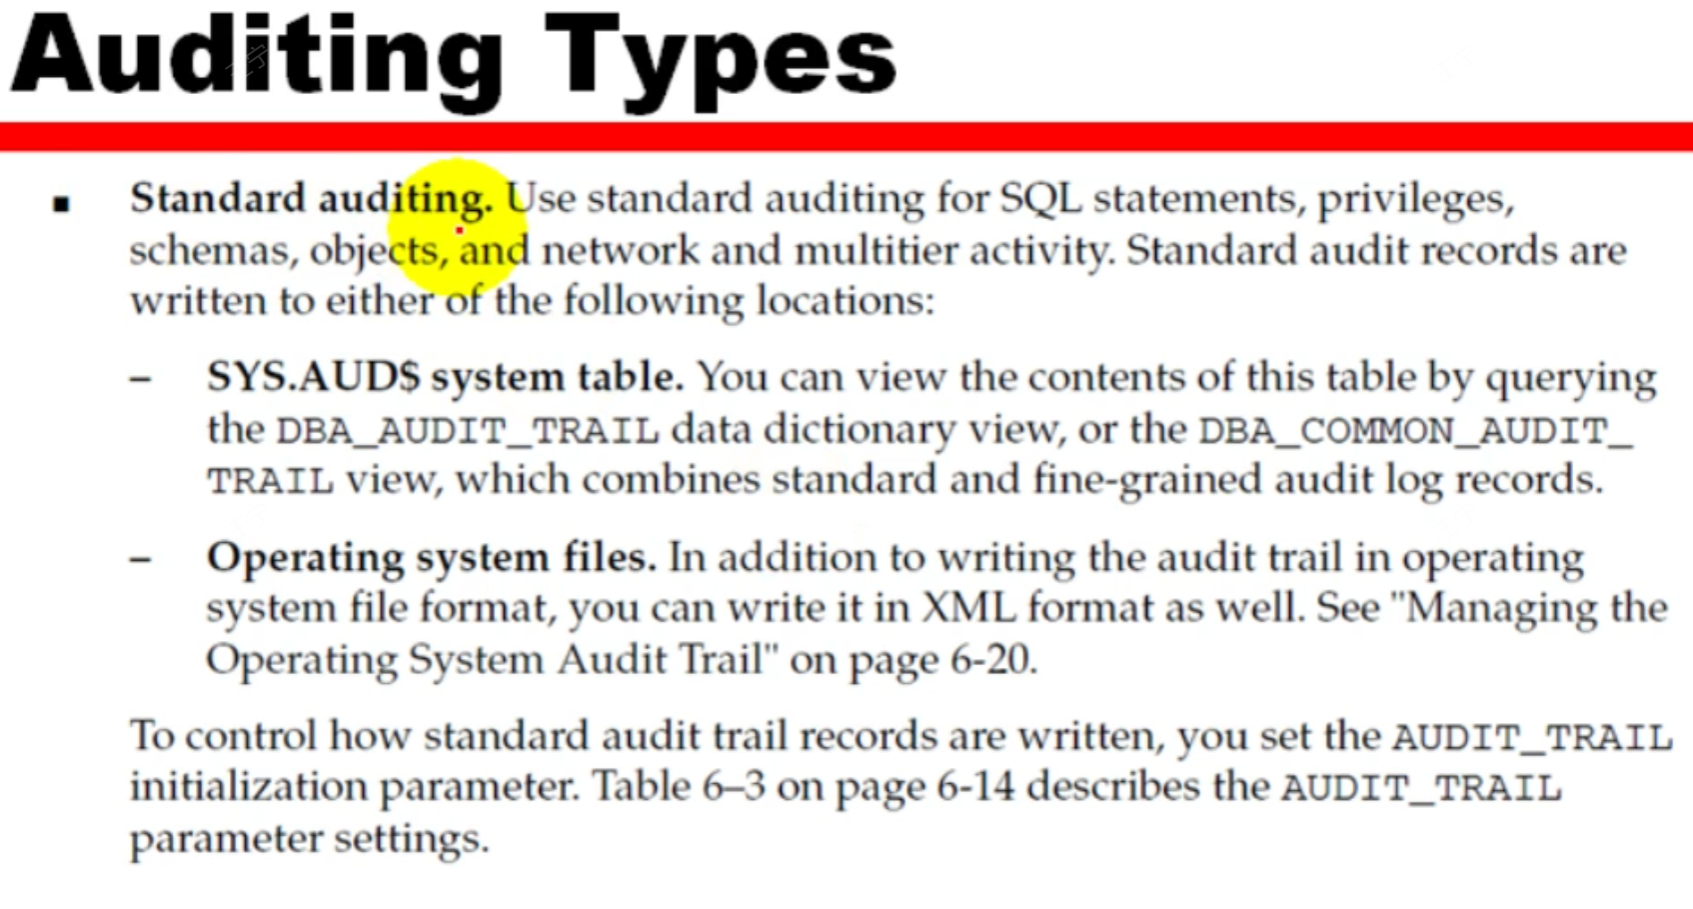 Auditing Types
▪ Standard auditing. Use standard auditing for SQL statements, privileges,
schemas, objects, and network and multitier activity. Standard audit records are
written to either of the following locations:
– SYS.AUD$ system table. You can view the contents of this table by querying
the DBA_AUDIT_TRAIL data dictionary view, or the DBA_COMMON_AUDIT_
TRAIL view, which combines standard and fine-grained audit log records.
– Operating system files. In addition to writing the audit trail in operating
system file format, you can write it in XML format as well. See "Managing the
Operating System Audit Trail" on page 6-20.
To control how standard audit trail records are written, you set the AUDIT_TRAIL
initialization parameter. Table 6–3 on page 6-14 describes the AUDIT_TRAIL
parameter settings.